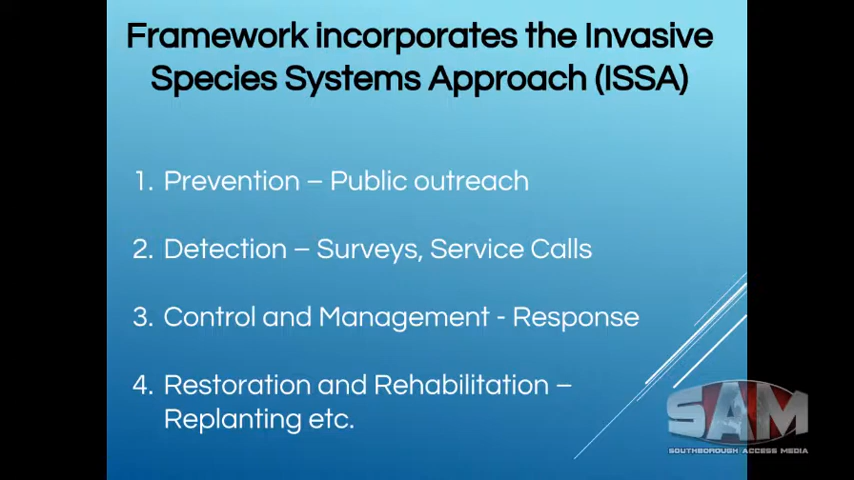 Framework incorporates the Invasive
Species Systems Approach (ISSA)
1. Prevention – Public outreach
2. Detection – Surveys, Service Calls
3. Control and Management - Response
4. Restoration and Rehabilitation –
Replanting etc.
SAM
SOUTHBOROUGH ACCESS MEDIA